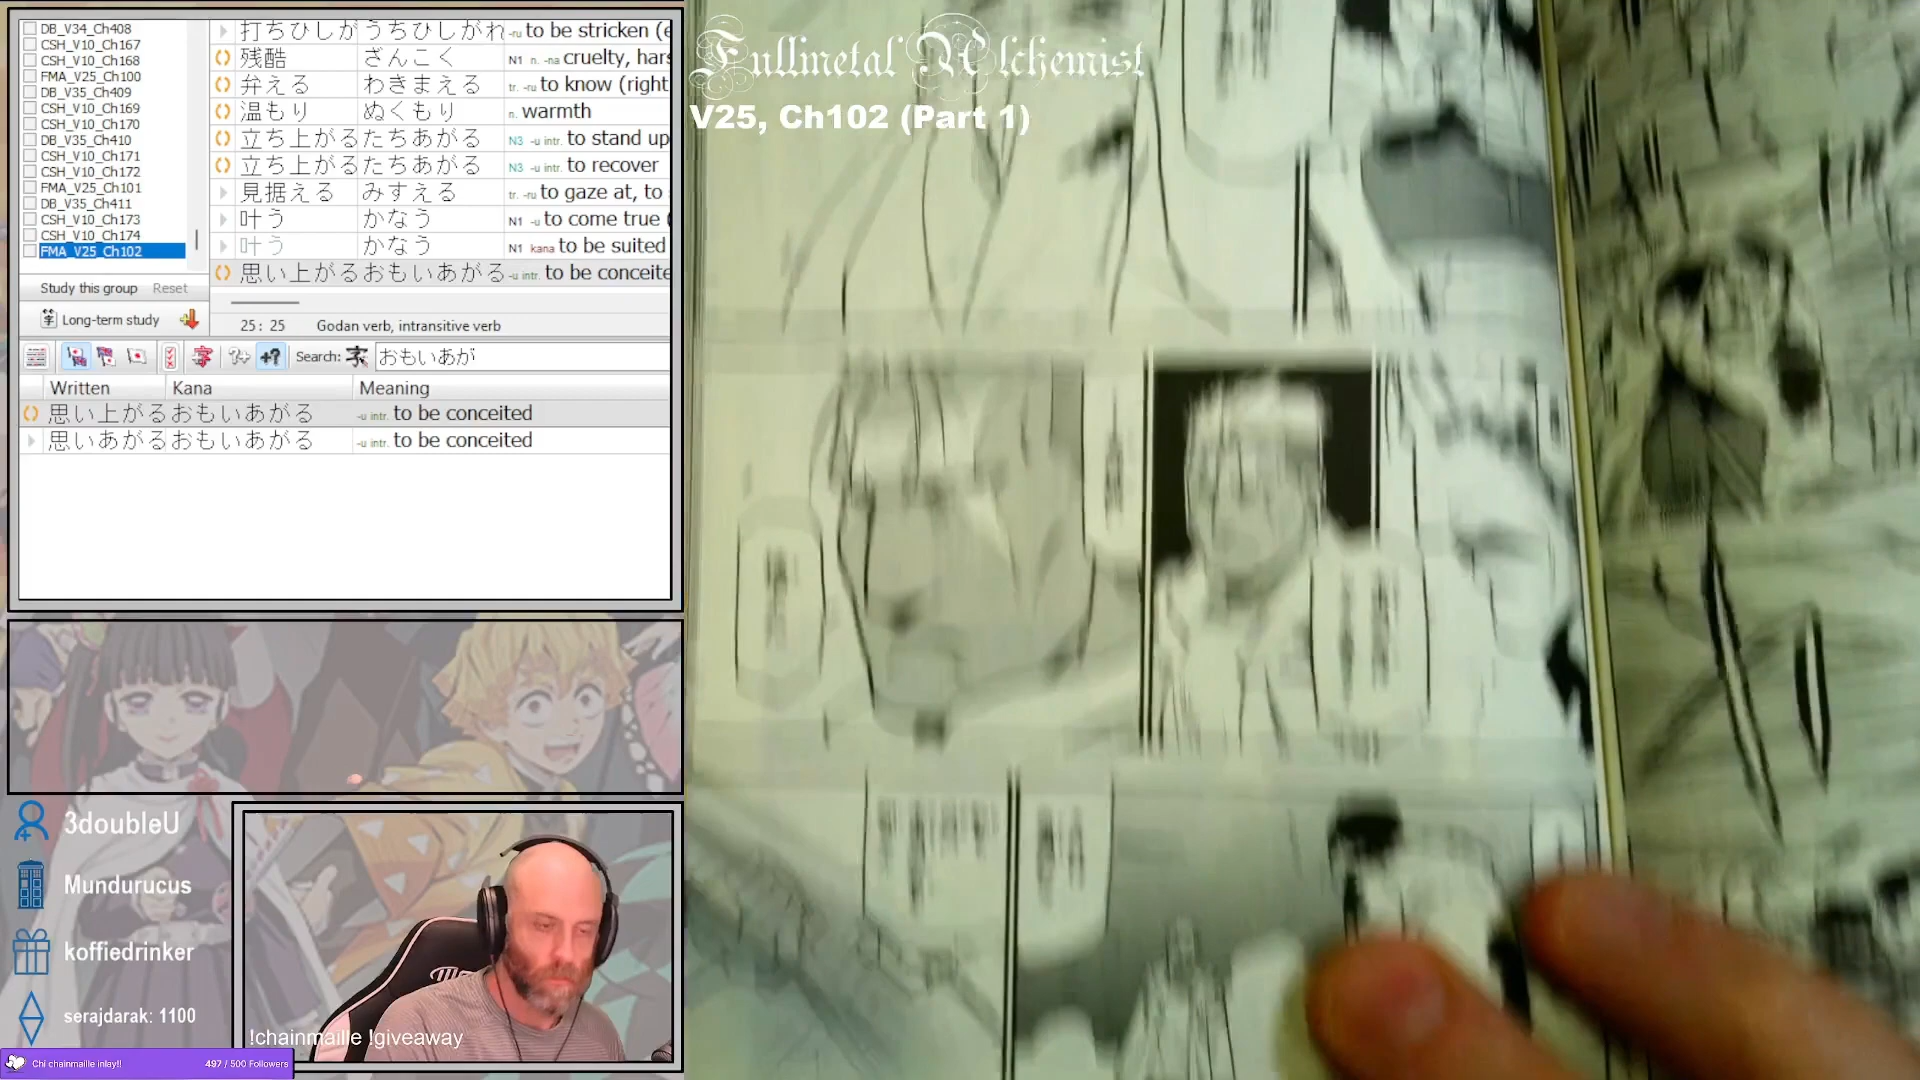 DB_V34_Ch408
CSH_V10_Ch167
CSH_V10_Ch168
FMA_V25_Ch100
DB_V35_Ch409
CSH_V10_Ch169
CSH_V10_Ch170
DB_V35_Ch410
CSH_V10_Ch171
CSH_V10_Ch172
FMA_V25_Ch101
DB_V35_Ch411
CSH_V10_Ch173
CSH_V10_Ch174
FMA_V25_Ch102
Study this group Reset
Long-term study
打ちひしが うちひしがれ -ru to be stricken (e
残酷 ざんこく N1 n. -na cruelty, hars
弁える わきまえる tr. -ru to know (right
温もり ぬくもり n. warmth
立ち上がる たちあがる N3 -u intr. to stand up
立ち上がる たちあがる N3 -u intr. to recover
見据える みすえる tr. -ru to gaze at, to
叶う かなう N1 -u to come true
叶う かなう N1 kana to be suited
思い上がる おもいあがる -u intr. to be conceite
25: 25 Godan verb, intransitive verb
Search: 字 おもいあが
Written Kana Meaning
思い上がる おもいあがる -u intr. to be conceited
思いあがる おもいあがる -u intr. to be conceited
Fullmetal Alchemist
V25, Ch102 (Part 1)
3doubleU
Mundurucus
koffiedrinker
serajdarak: 1100
!chainmaille !giveaway
Chi chainmaille inlay!! 497 / 500 Followers